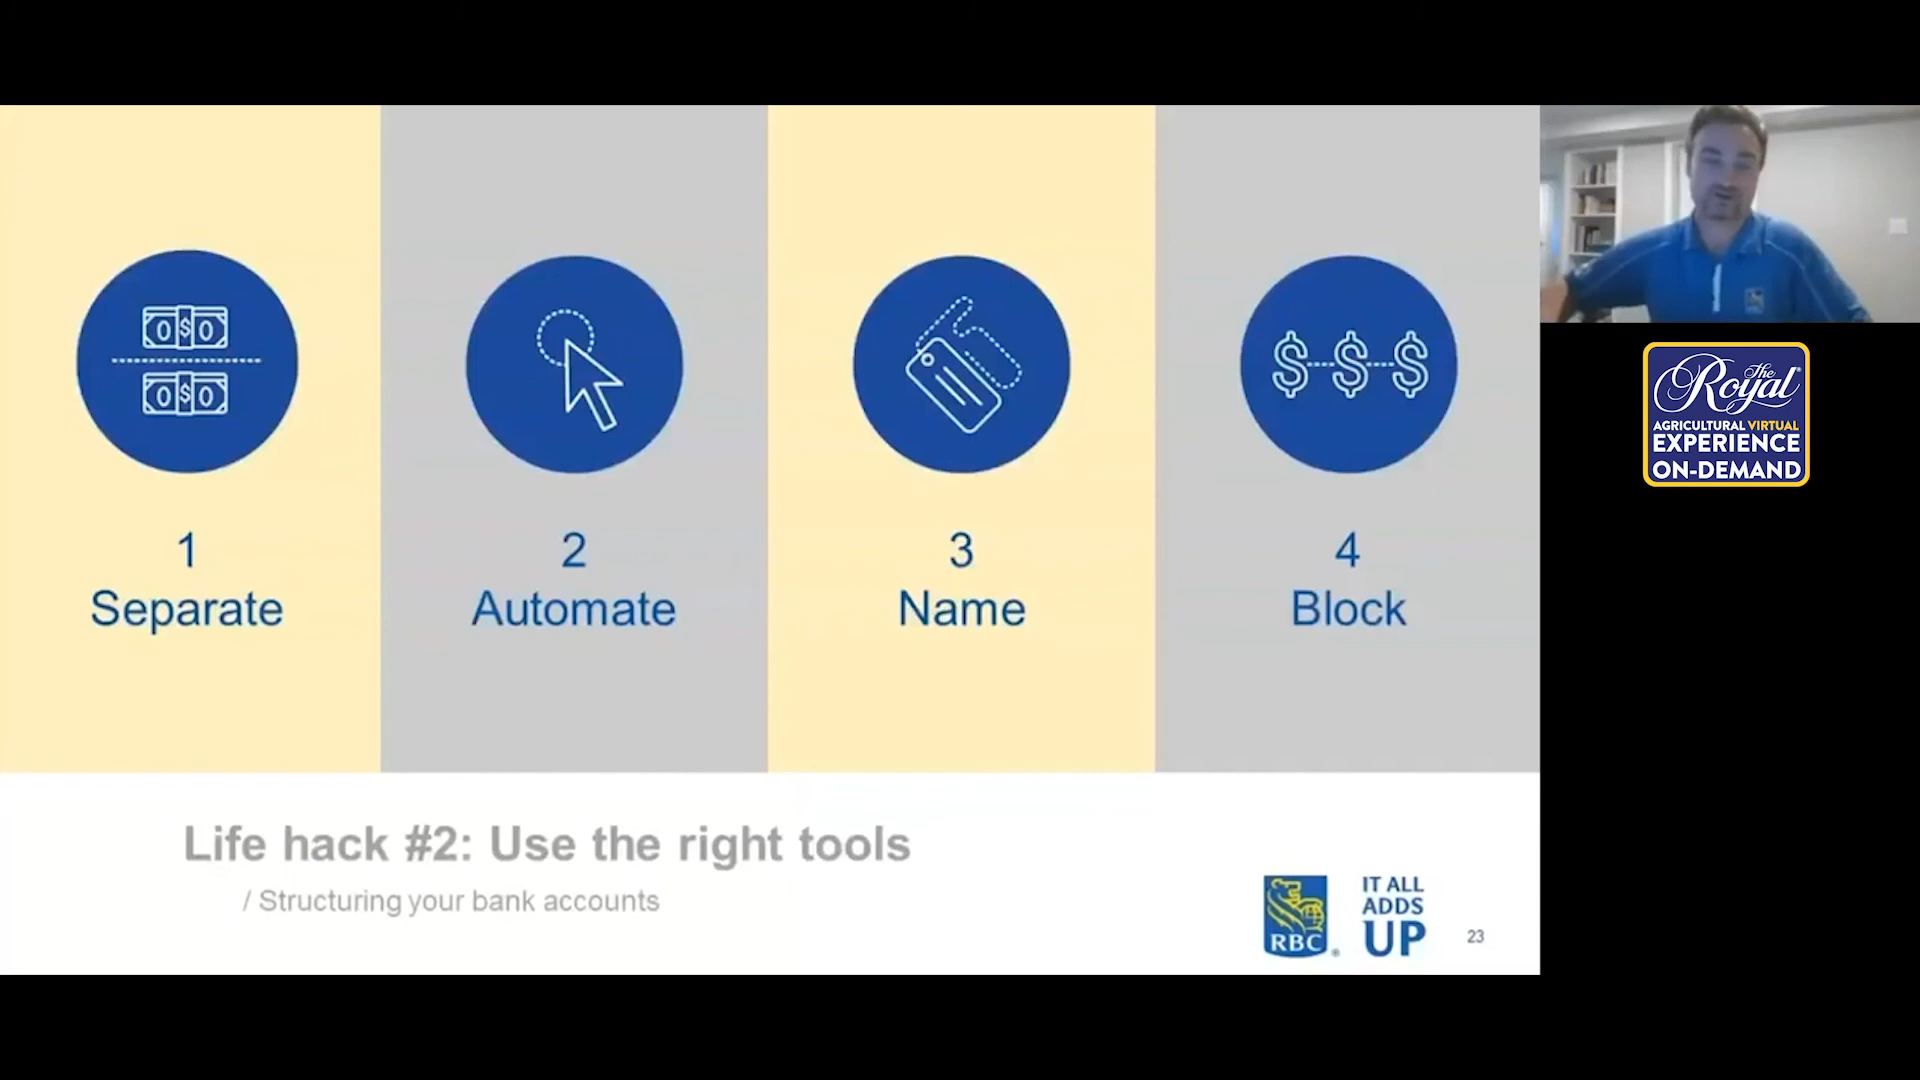 1
Separate
2
Automate
3
Name
4
Block
Life hack #2: Use the right tools
/ Structuring your bank accounts
RBC ®
IT ALL
ADDS
UP
23
The
Royal
AGRICULTURAL VIRTUAL
EXPERIENCE
ON-DEMAND